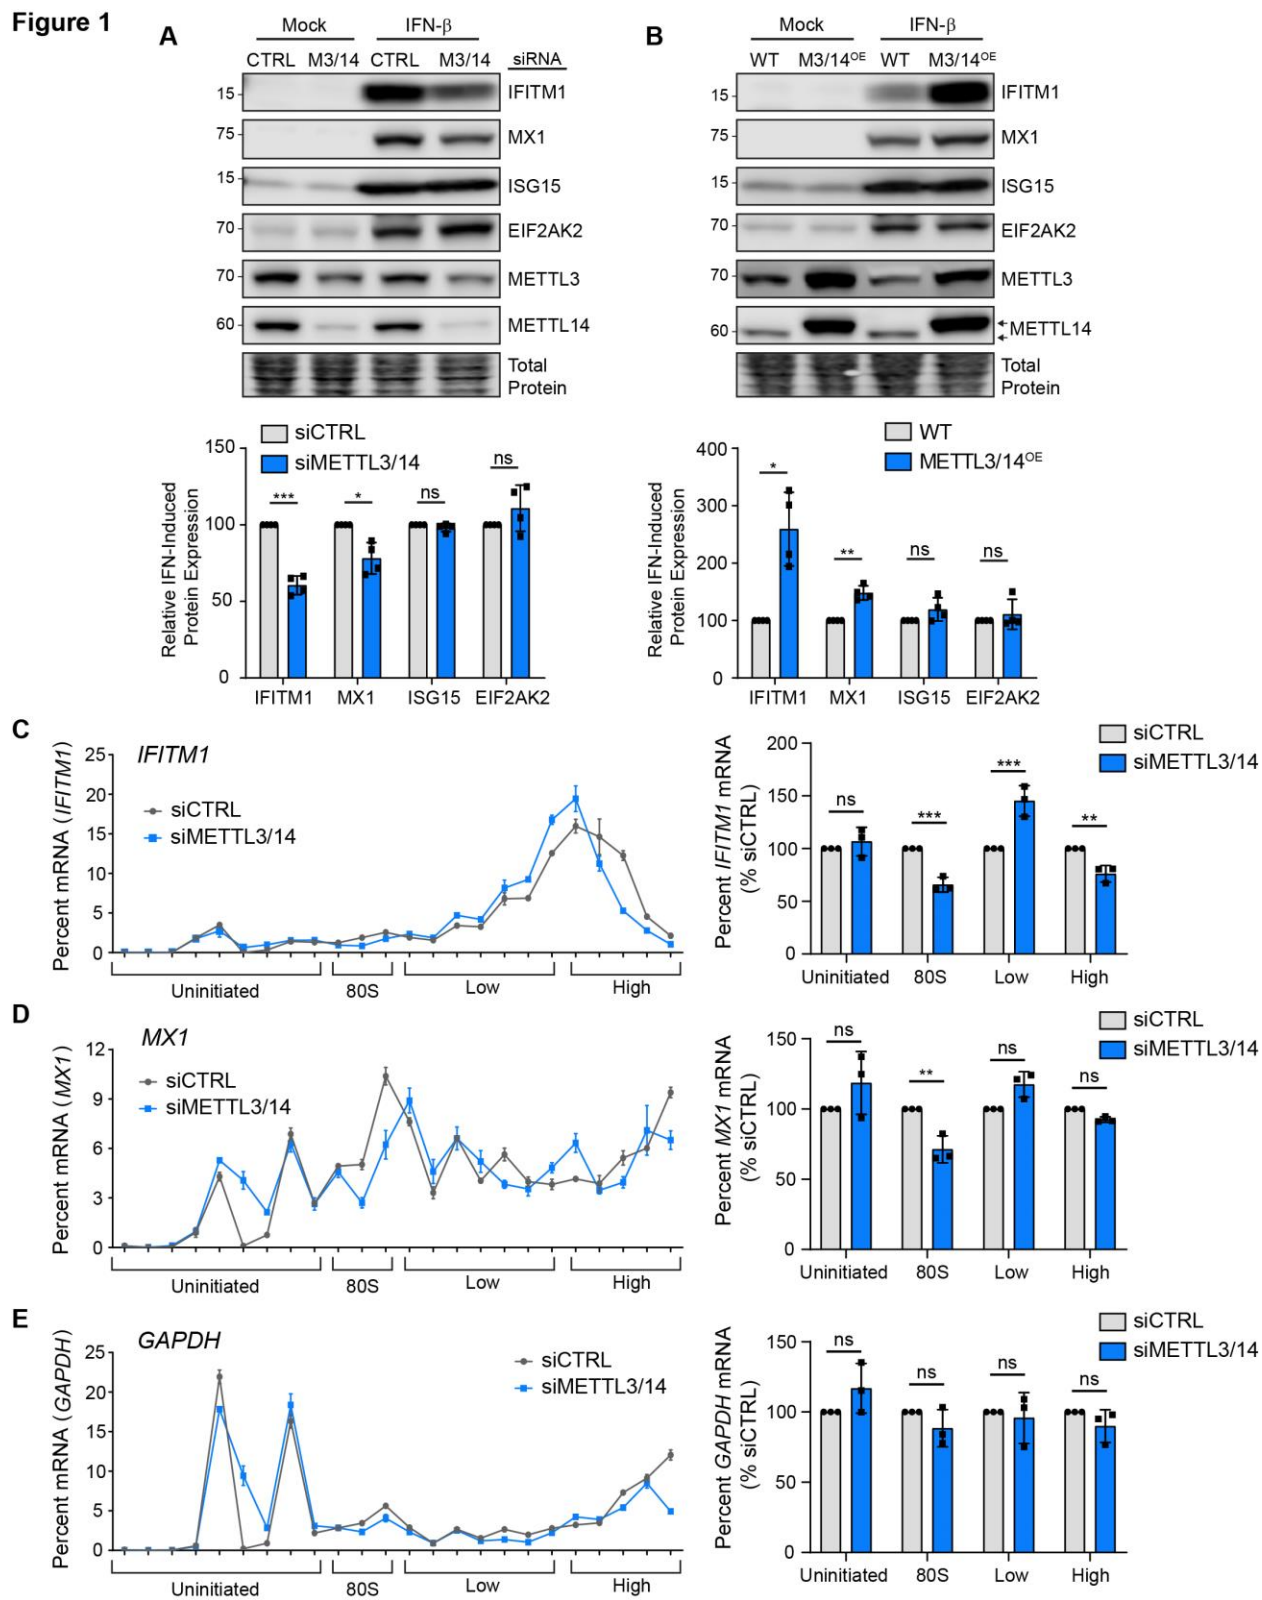 Figure 1
A
Mock IFN-β
CTRL M3/14 CTRL M3/14 siRNA
15 IFITM1
75 MX1
15 ISG15
70 EIF2AK2
70 METTL3
60 METTL14
Total
Protein
B
Mock IFN-β
WT M3/14OE WT M3/14OE
15 IFITM1
75 MX1
15 ISG15
70 EIF2AK2
70 METTL3
60 METTL14
Total
Protein
siCTRL
siMETTL3/14
Relative IFN-Induced
Protein Expression
150
100
50
0
*** * ns ns
IFITM1 MX1 ISG15 EIF2AK2
WT
METTL3/14OE
Relative IFN-Induced
Protein Expression
400
300
200
100
0
* ** ns ns
IFITM1 MX1 ISG15 EIF2AK2
C
IFITM1
siCTRL
siMETTL3/14
Percent mRNA (IFITM1)
25
20
15
10
5
0
Uninitiated 80S Low High
siCTRL
siMETTL3/14
Percent IFITM1 mRNA
(% siCTRL)
200
150
100
50
0
ns *** *** **
Uninitiated 80S Low High
D
MX1
siCTRL
siMETTL3/14
Percent mRNA (MX1)
12
9
6
3
0
Uninitiated 80S Low High
siCTRL
siMETTL3/14
Percent MX1 mRNA
(% siCTRL)
150
100
50
0
ns ** ns ns
Uninitiated 80S Low High
E
GAPDH
siCTRL
siMETTL3/14
Percent mRNA (GAPDH)
25
20
15
10
5
0
Uninitiated 80S Low High
siCTRL
siMETTL3/14
Percent GAPDH mRNA
(% siCTRL)
150
100
50
0
ns ns ns ns
Uninitiated 80S Low High